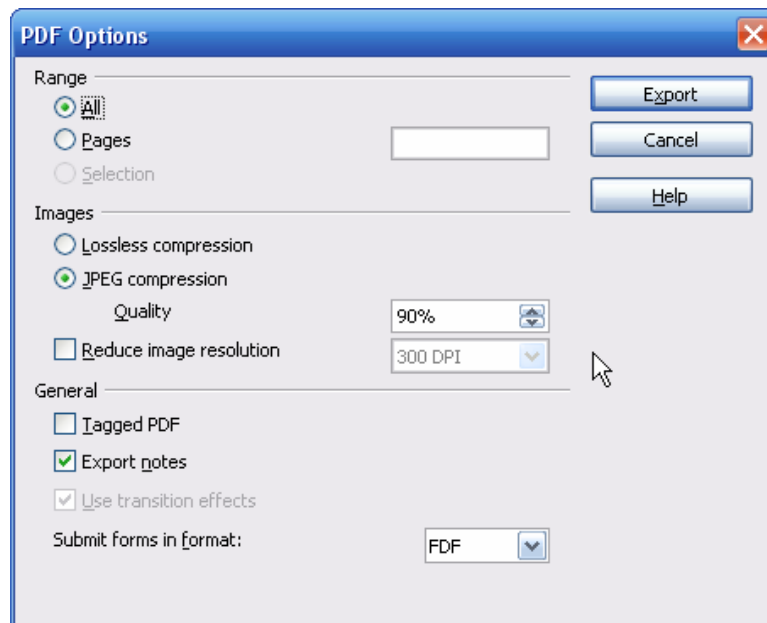 PDF Options
Range
All
Pages
Selection
Export
Cancel
Help
Images
Lossless compression
JPEG compression
Quality 90%
Reduce image resolution 300 DPI
General
Tagged PDF
Export notes
Use transition effects
Submit forms in format: FDF